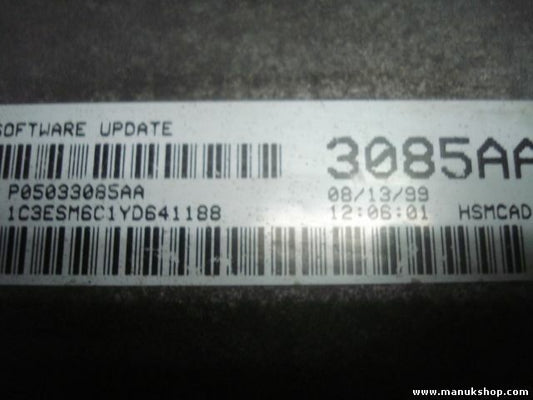 SOFTWARE UPDATE
3085AA
P05033085AA
08/13/99
1C3ESM6C1YD641188
12:06:01 HSMCAD
www.manukshop.com